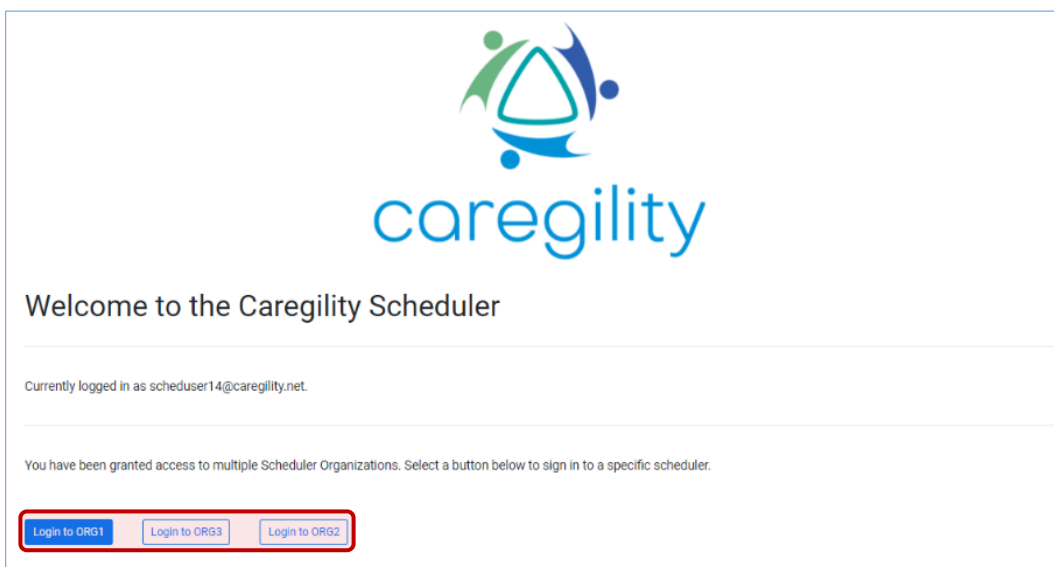 caregility
Welcome to the Caregility Scheduler
Currently logged in as scheduser14@caregility.net.
You have been granted access to multiple Scheduler Organizations. Select a button below to sign in to a specific scheduler.
Login to ORG1 Login to ORG3 Login to ORG2